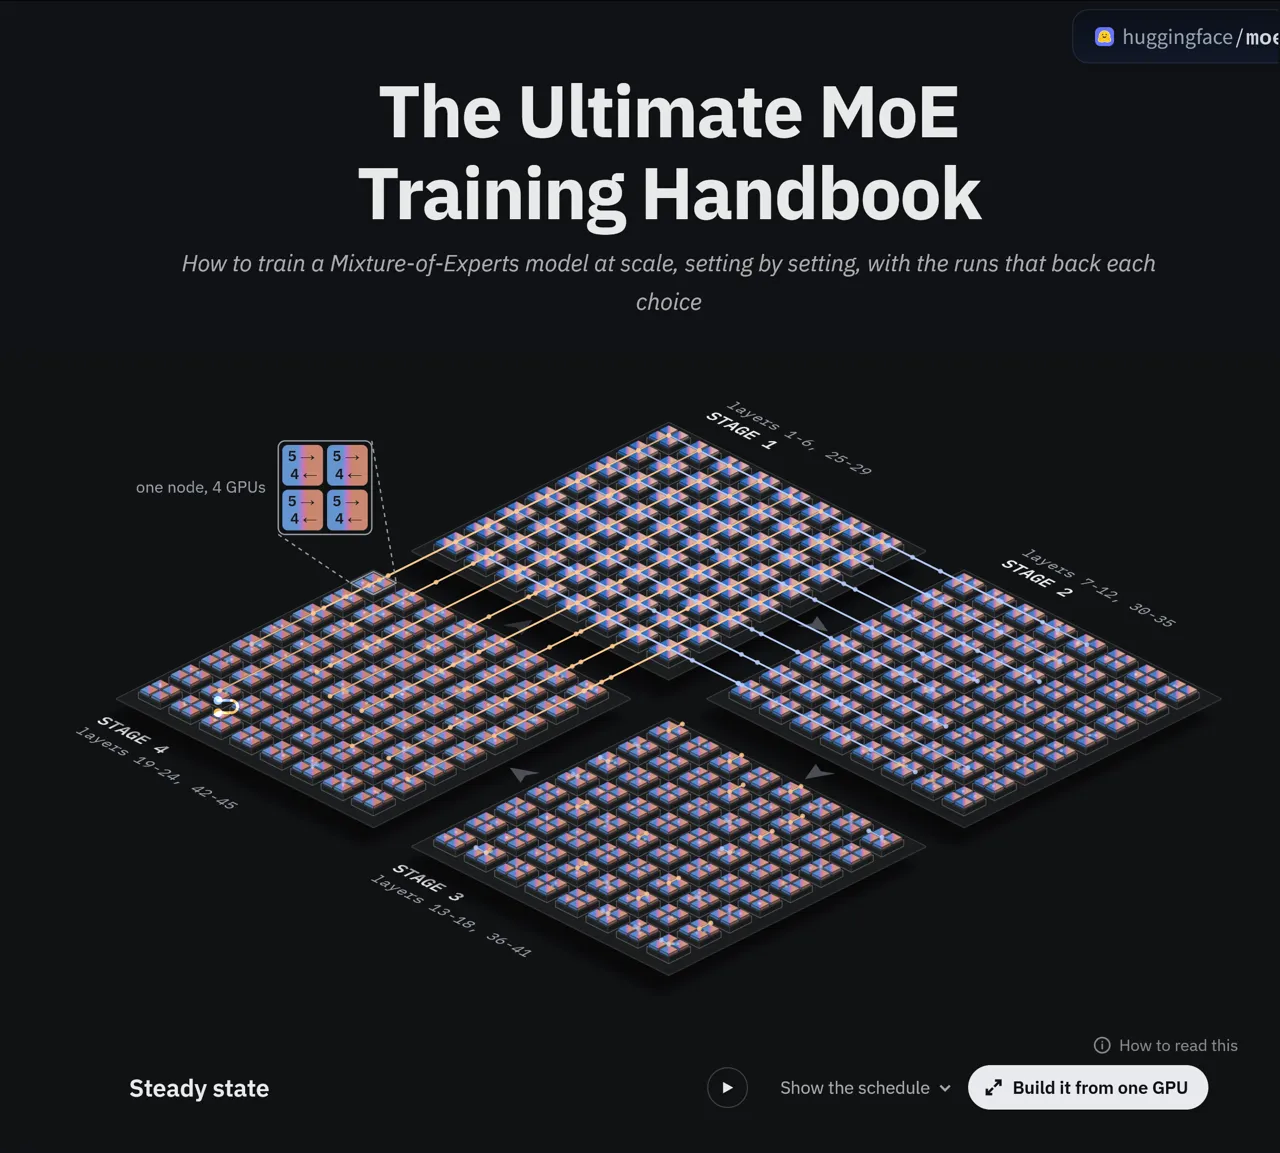 huggingface/moe
The Ultimate MoE
Training Handbook
How to train a Mixture-of-Experts model at scale, setting by setting, with the runs that back each
choice
layers 1-6, 25-29
STAGE 1
one node, 4 GPUs
5 → 5 →
4 ← 4 ←
5 → 5 →
4 ← 4 ←
layers 7-12, 30-35
STAGE 2
STAGE 4
layers 19-24, 42-45
STAGE 3
layers 13-18, 36-41
How to read this
Steady state
Show the schedule
Build it from one GPU